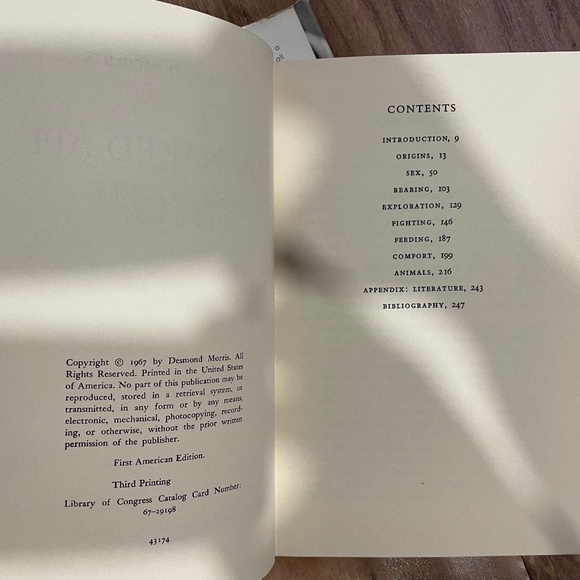 Copyright © 1967 by Desmond Morris. All
Rights Reserved. Printed in the United States
of America. No part of this publication may be
reproduced, stored in a retrieval system, or
transmitted, in any form or by any means,
electronic, mechanical, photocopying, record-
ing, or otherwise, without the prior written
permission of the publisher.
First American Edition.
Third Printing
Library of Congress Catalog Card Number:
67-29198
43174
CONTENTS
INTRODUCTION, 9
ORIGINS, 13
SEX, 50
REARING, 103
EXPLORATION, 129
FIGHTING, 146
FEEDING, 187
COMFORT, 199
ANIMALS, 216
APPENDIX: LITERATURE, 243
BIBLIOGRAPHY, 247